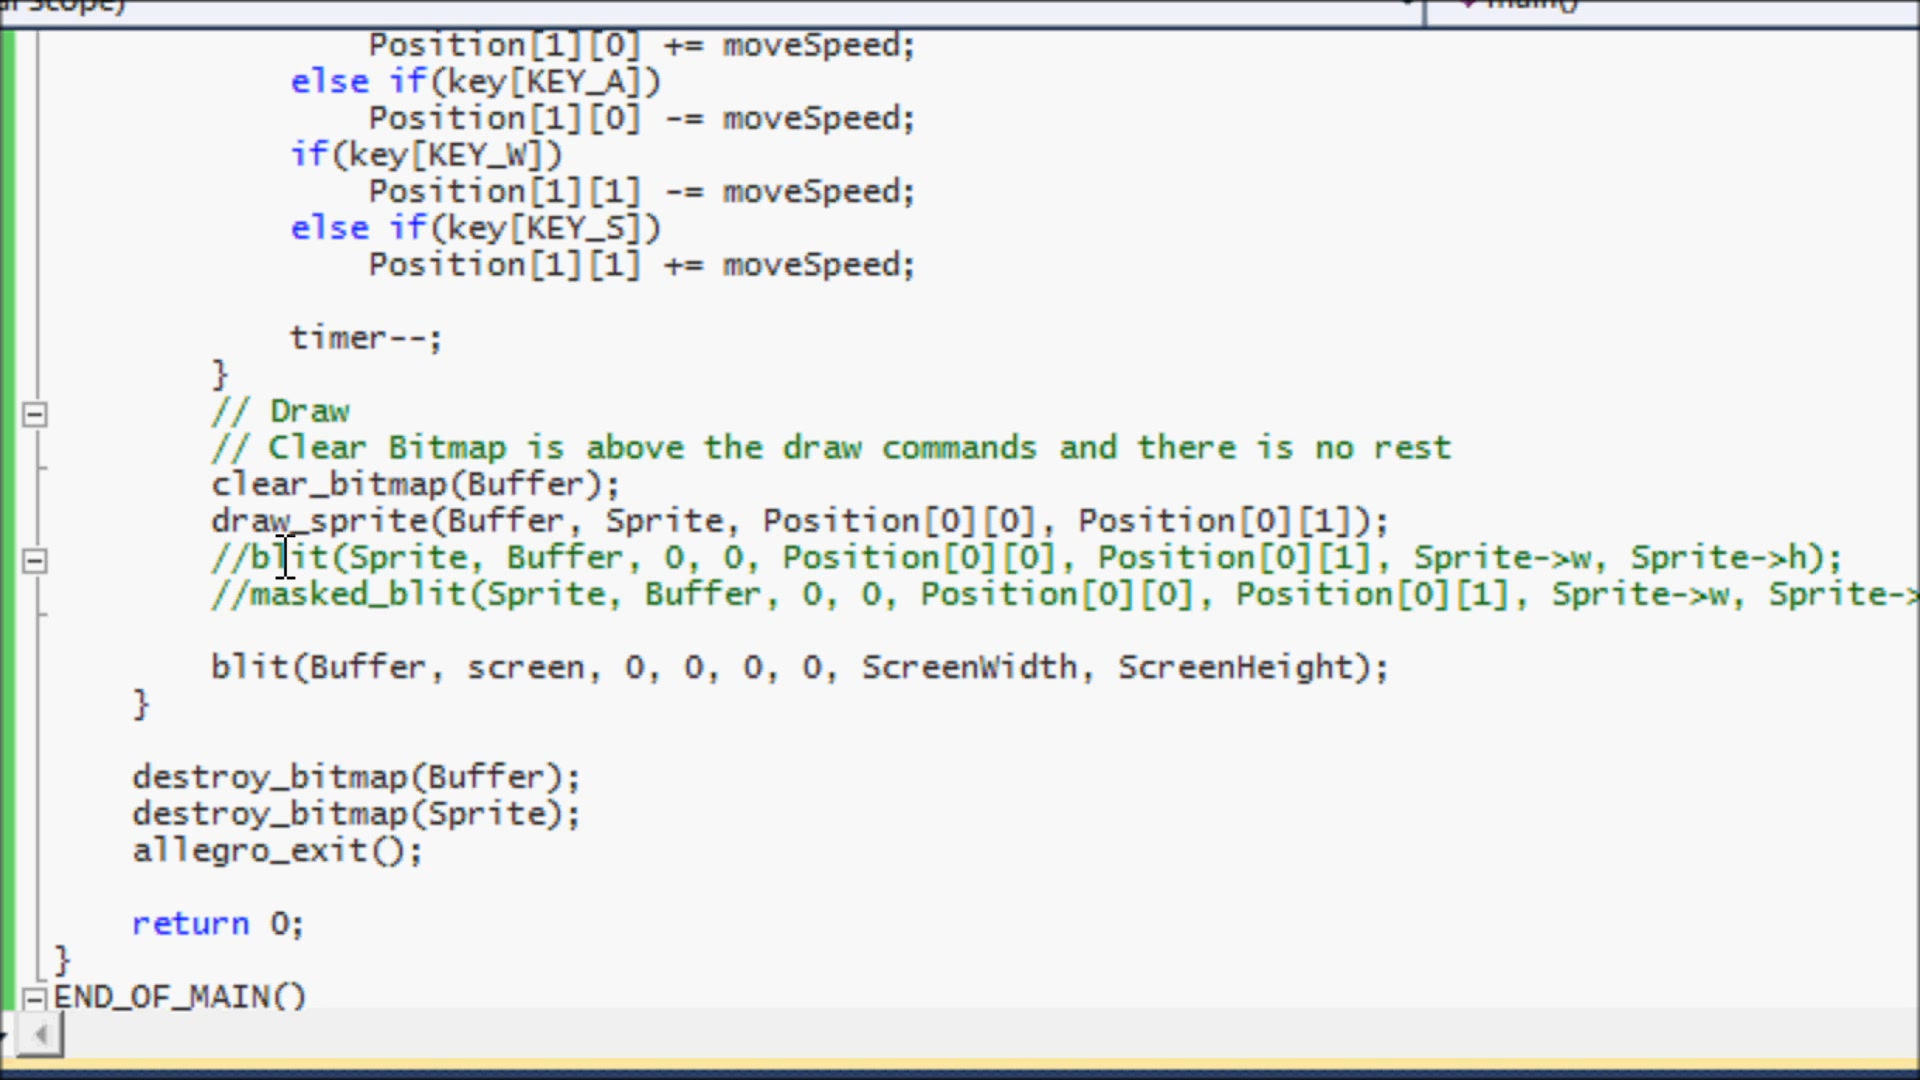 Scope)
main()
Position[1][0] += moveSpeed;
else if(key[KEY_A])
Position[1][0] -= moveSpeed;
if(key[KEY_W])
Position[1][1] -= moveSpeed;
else if(key[KEY_S])
Position[1][1] += moveSpeed;
timer--;
}
// Draw
// Clear Bitmap is above the draw commands and there is no rest
clear_bitmap(Buffer);
draw_sprite(Buffer, Sprite, Position[0][0], Position[0][1]);
//blit(Sprite, Buffer, 0, 0, Position[0][0], Position[0][1], Sprite->w, Sprite->h);
//masked_blit(Sprite, Buffer, 0, 0, Position[0][0], Position[0][1], Sprite->w, Sprite->
blit(Buffer, screen, 0, 0, 0, 0, ScreenWidth, ScreenHeight);
}
destroy_bitmap(Buffer);
destroy_bitmap(Sprite);
allegro_exit();
return 0;
}
END_OF_MAIN()